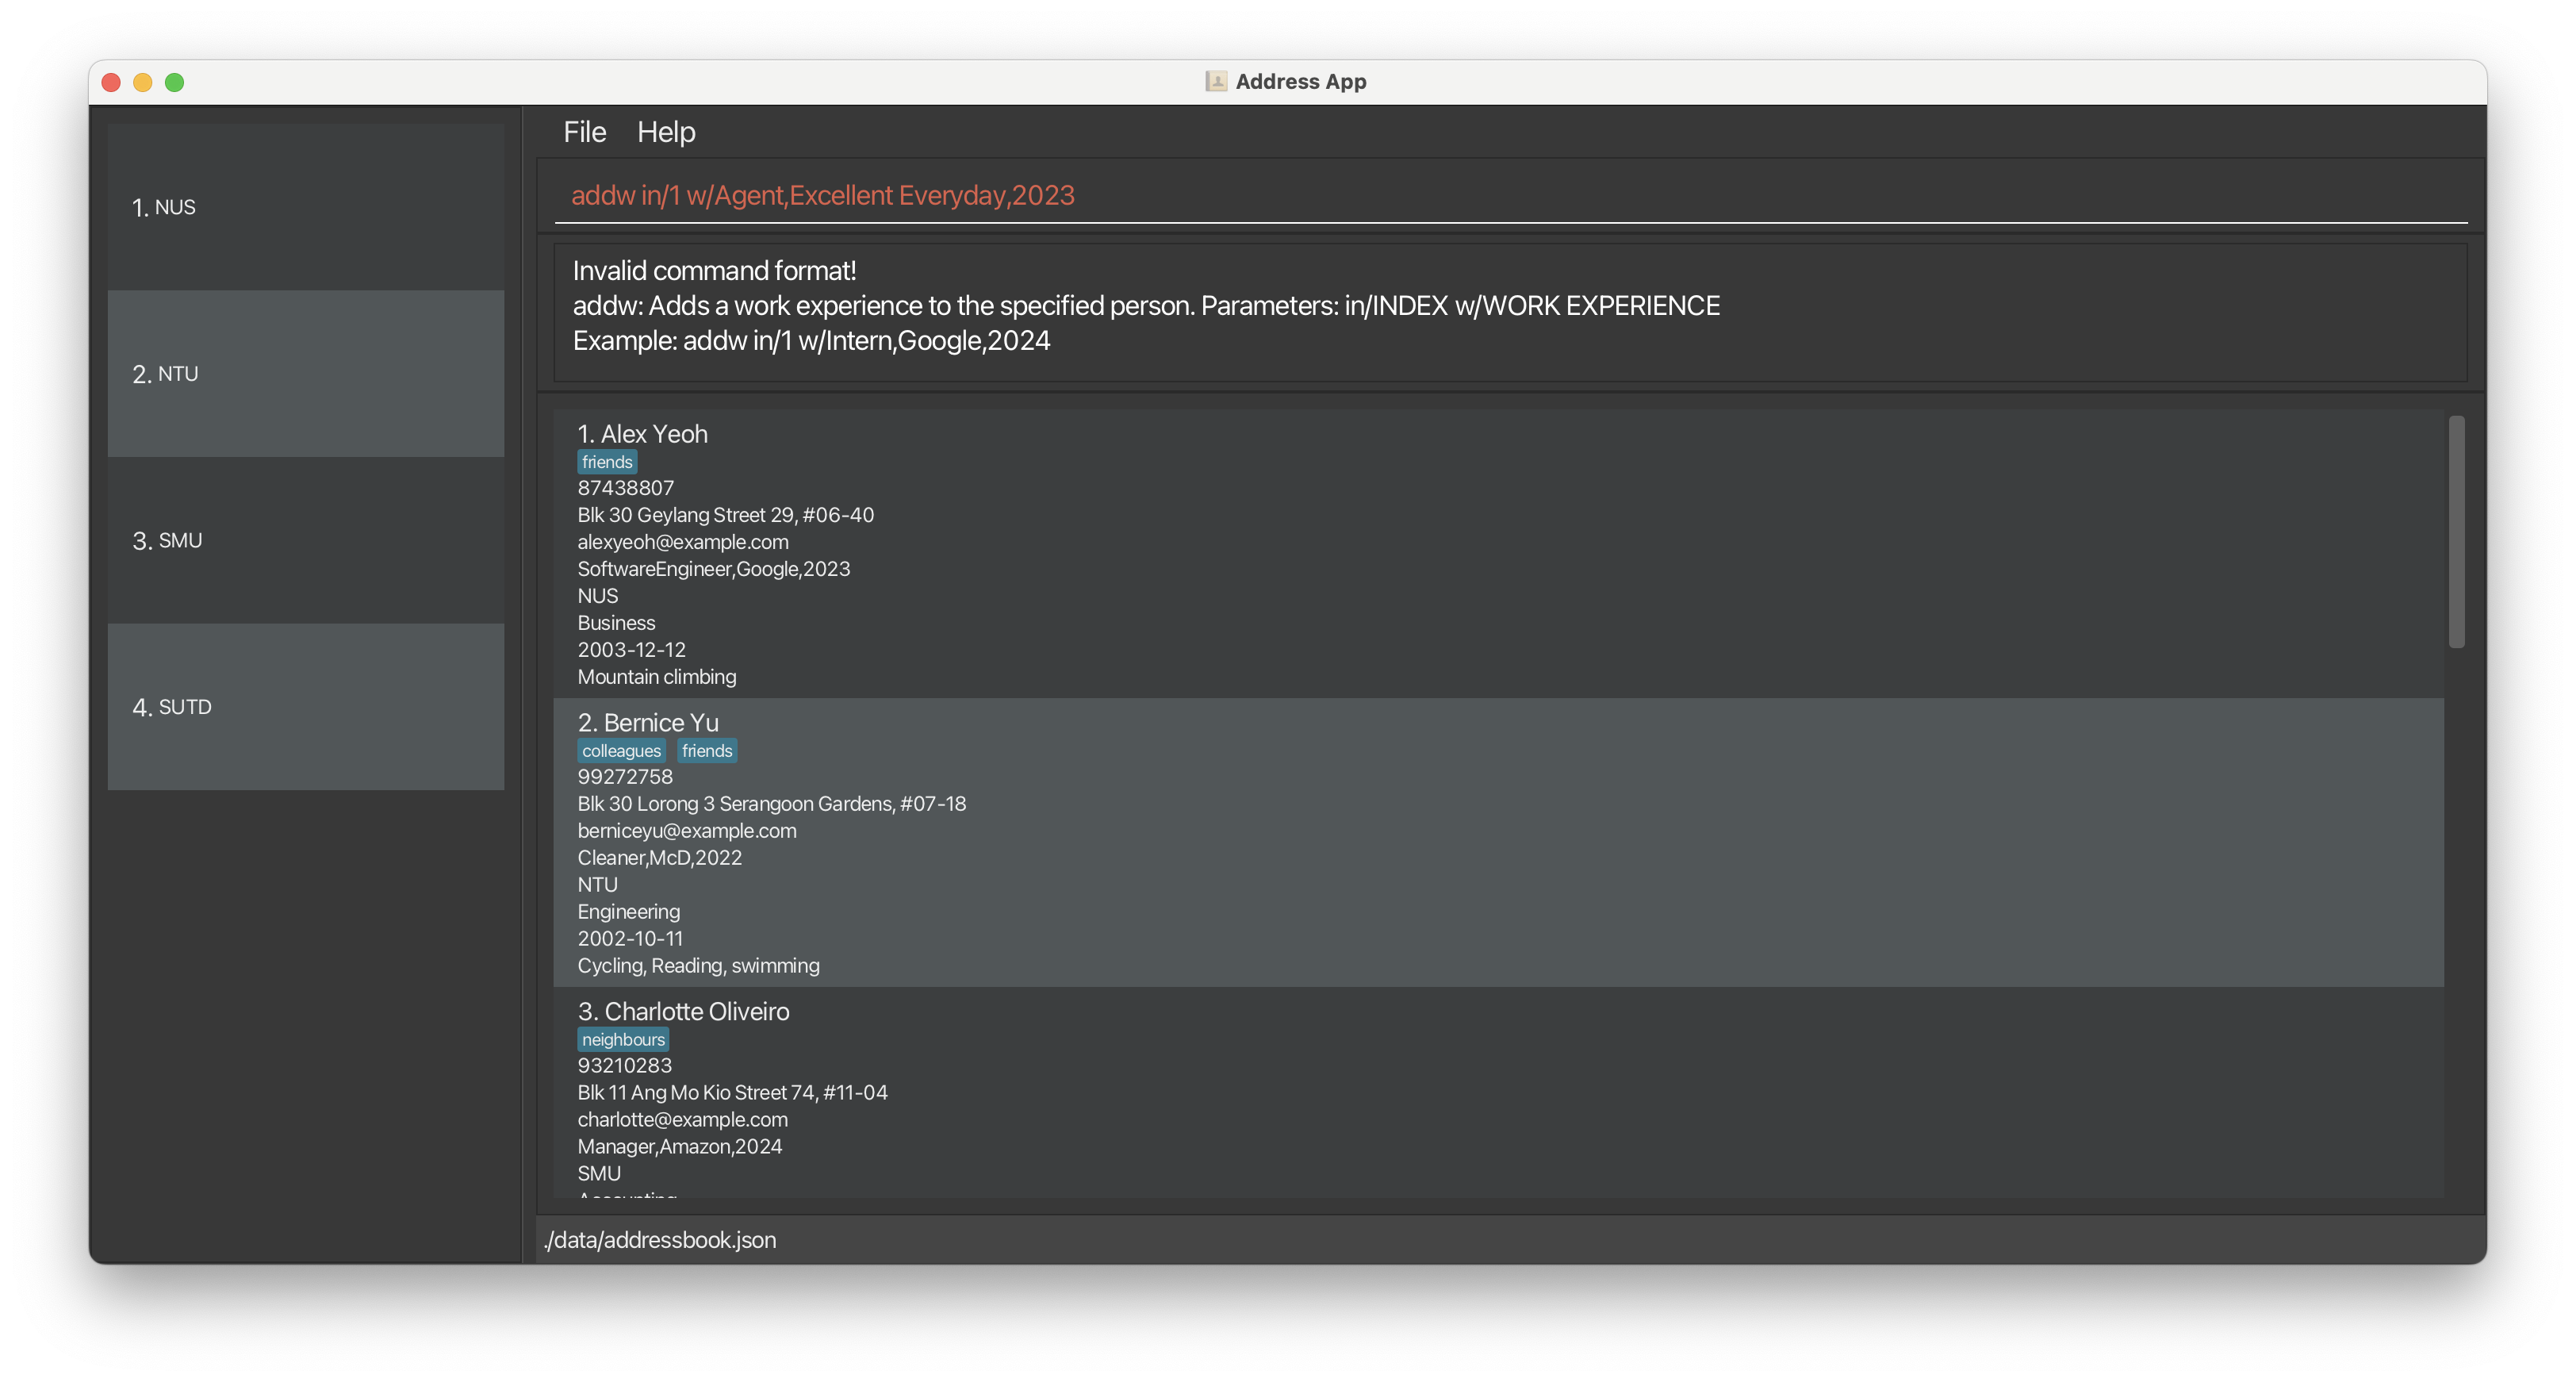 Address App
1. NUS
2. NTU
3. SMU
4. SUTD
File Help
addw in/1 w/Agent,Excellent Everyday,2023
Invalid command format!
addw: Adds a work experience to the specified person. Parameters: in/INDEX w/WORK EXPERIENCE
Example: addw in/1 w/Intern,Google,2024
1. Alex Yeoh
friends
87438807
Blk 30 Geylang Street 29, #06-40
alexyeoh@example.com
SoftwareEngineer,Google,2023
NUS
Business
2003-12-12
Mountain climbing
2. Bernice Yu
colleagues friends
99272758
Blk 30 Lorong 3 Serangoon Gardens, #07-18
berniceyu@example.com
Cleaner,McD,2022
NTU
Engineering
2002-10-11
Cycling, Reading, swimming
3. Charlotte Oliveiro
neighbours
93210283
Blk 11 Ang Mo Kio Street 74, #11-04
charlotte@example.com
Manager,Amazon,2024
SMU
./data/addressbook.json